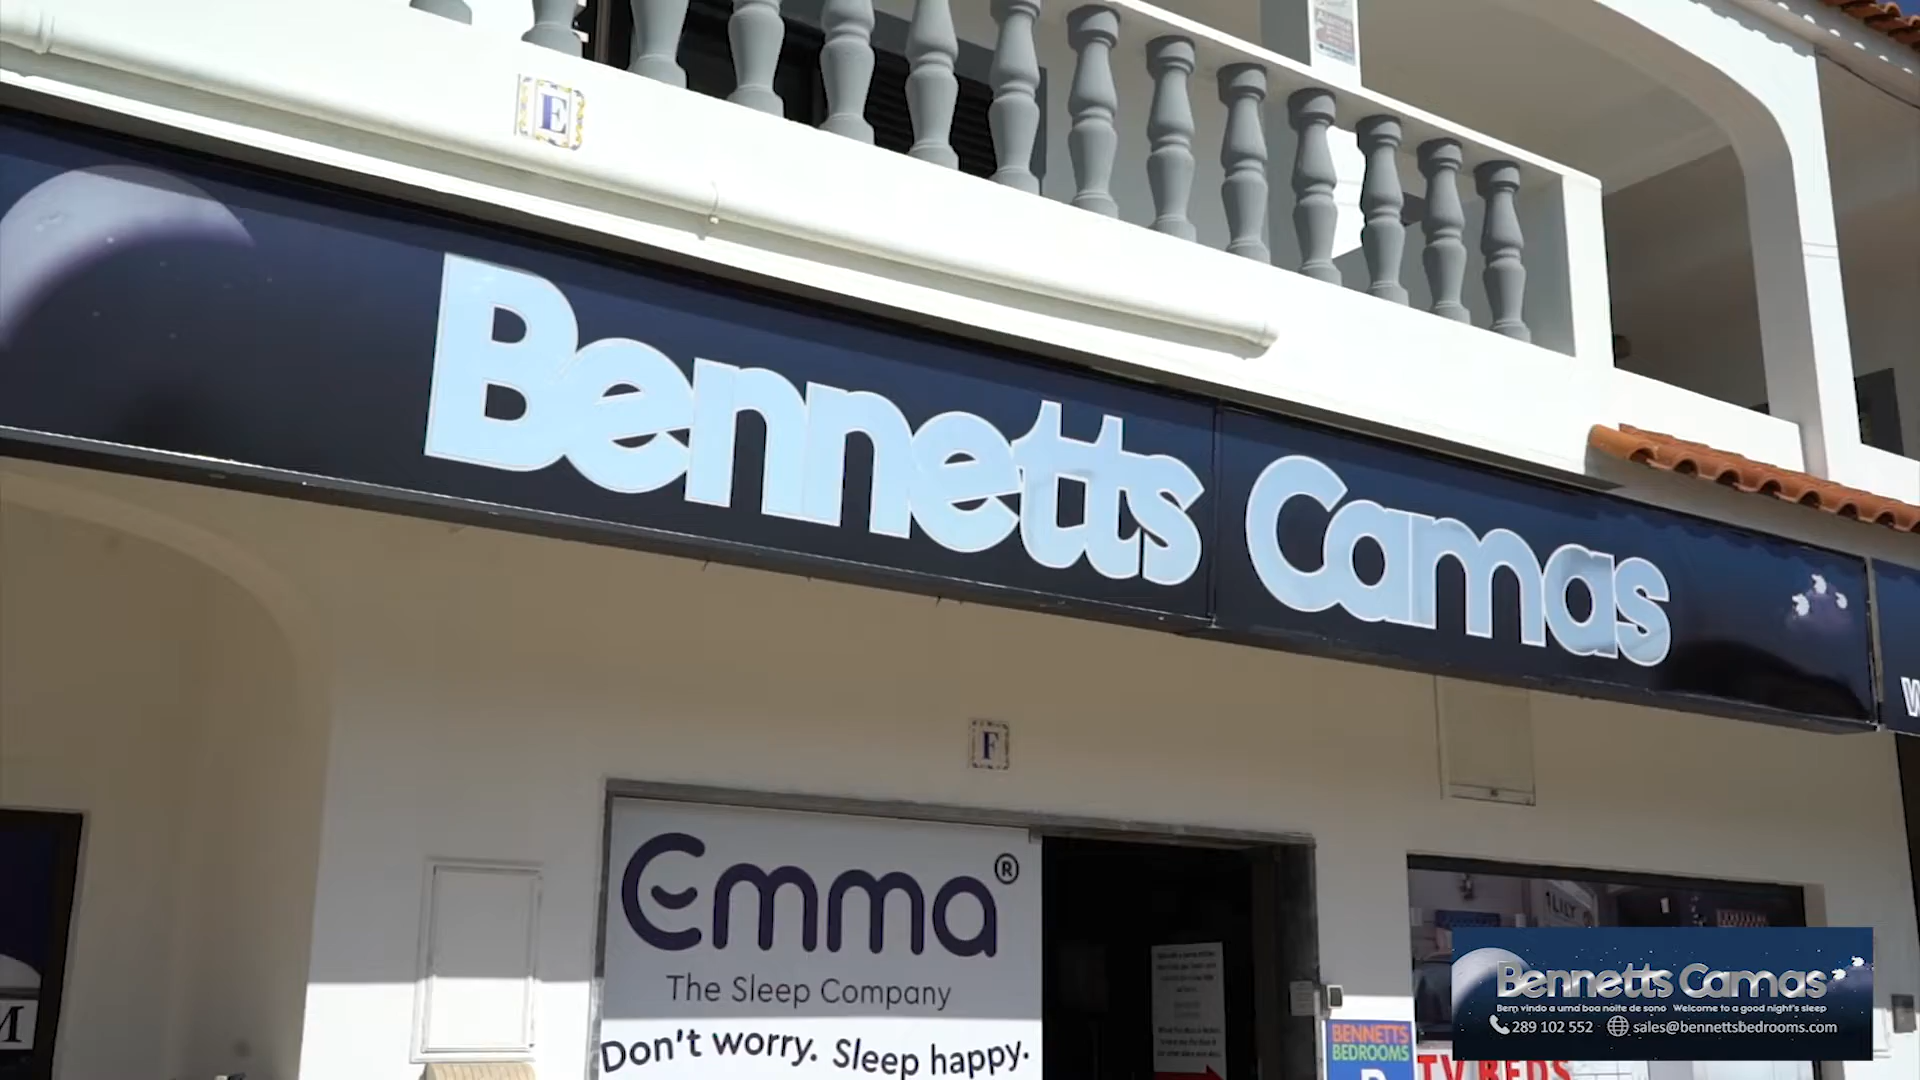 E
Bennetts Camas
F
Emma®
The Sleep Company
Don't worry. Sleep happy.
BENNETTS
BEDROOMS
TV BEDS
Bennetts Camas
Bem vindo a uma boa noite de sono Welcome to a good night's sleep
289 102 552 sales@bennettsbedrooms.com